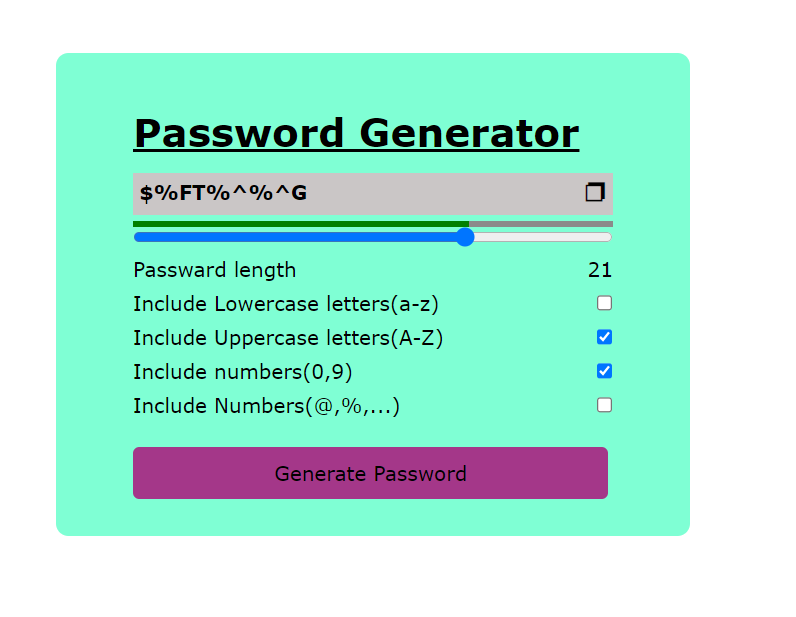 Password Generator
$%FT%^%^G
Passward length 21
Include Lowercase letters(a-z)
Include Uppercase letters(A-Z)
Include numbers(0,9)
Include Numbers(@,%,...)
Generate Password